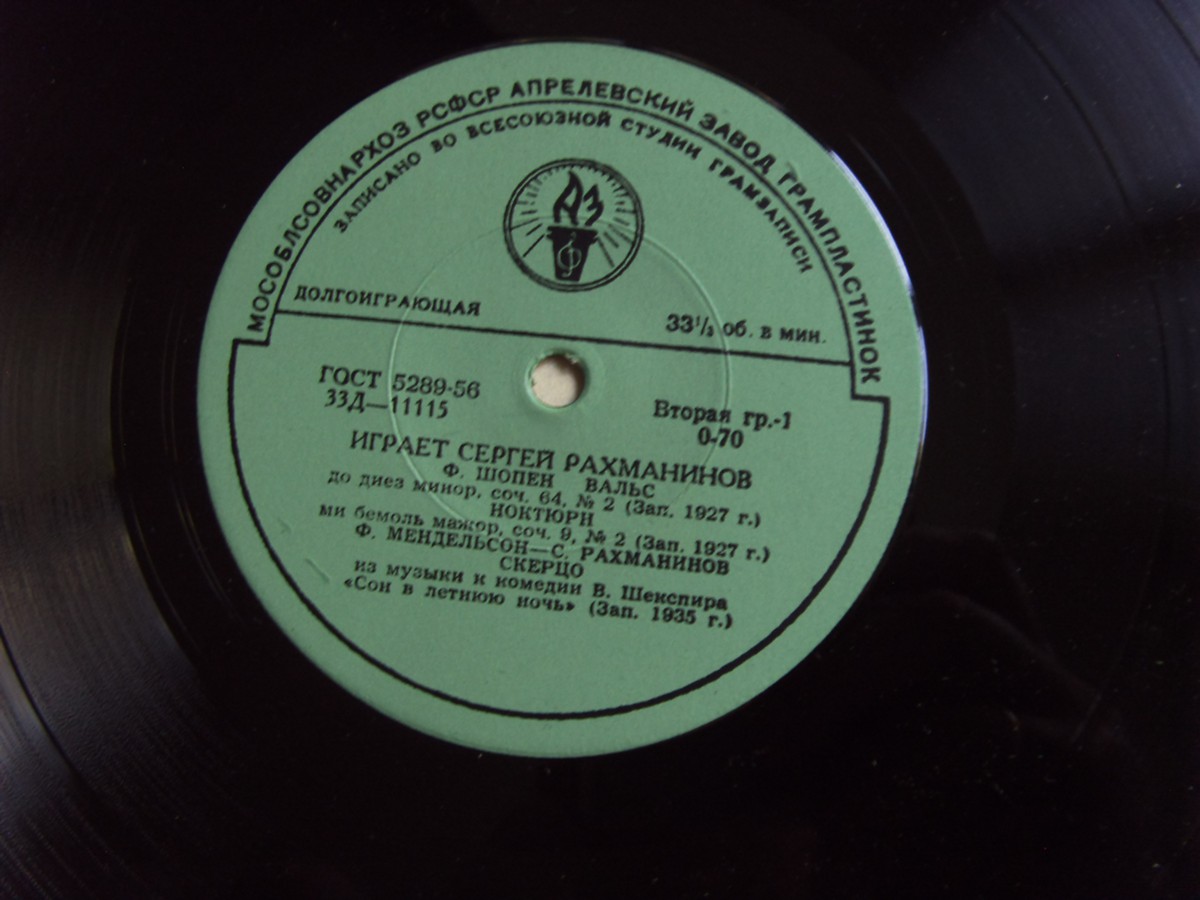 МОСОБЛСОВНАРХОЗ РСФСР АПРЕЛЕВСКИЙ ЗАВОД ГРАМПЛАСТИНОК
ЗАПИСАНО ВО ВСЕСОЮЗНОЙ СТУДИИ ГРАМЗАПИСИ
АЗ
ДОЛГОИГРАЮЩАЯ
33⅓ об. в мин.
ГОСТ 5289-56
33Д—11115
Вторая гр.-1
0-70
ИГРАЕТ СЕРГЕЙ РАХМАНИНОВ
Ф. ШОПЕН ВАЛЬС
до диез минор, соч. 64, № 2 (Зап. 1927 г.)
НОКТЮРН
ми бемоль мажор, соч. 9, № 2 (Зап. 1927 г.)
Ф. МЕНДЕЛЬСОН—С. РАХМАНИНОВ
СКЕРЦО
из музыки к комедии В. Шекспира
«Сон в летнюю ночь» (Зап. 1935 г.)